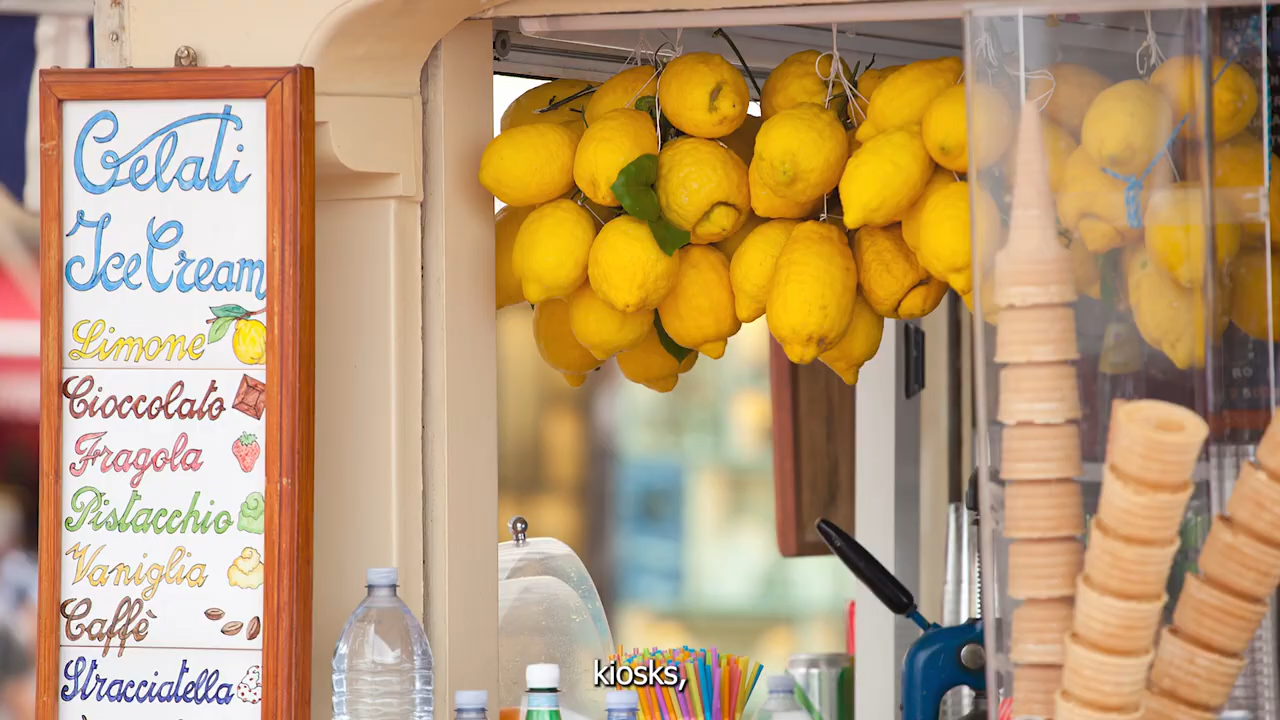 Gelati
Ice Cream
Limone
Cioccolato
Fragola
Pistacchio
Vaniglia
Caffè
Stracciatella
kiosks,